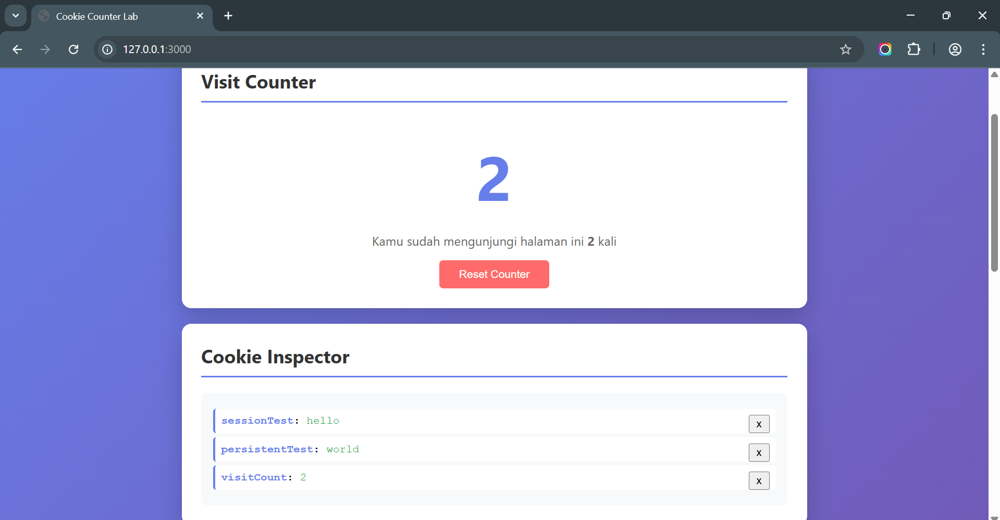 Cookie Counter Lab
127.0.0.1:3000
Visit Counter
2
Kamu sudah mengunjungi halaman ini 2 kali
Reset Counter
Cookie Inspector
sessionTest: hello
x
persistentTest: world
x
visitCount: 2
x